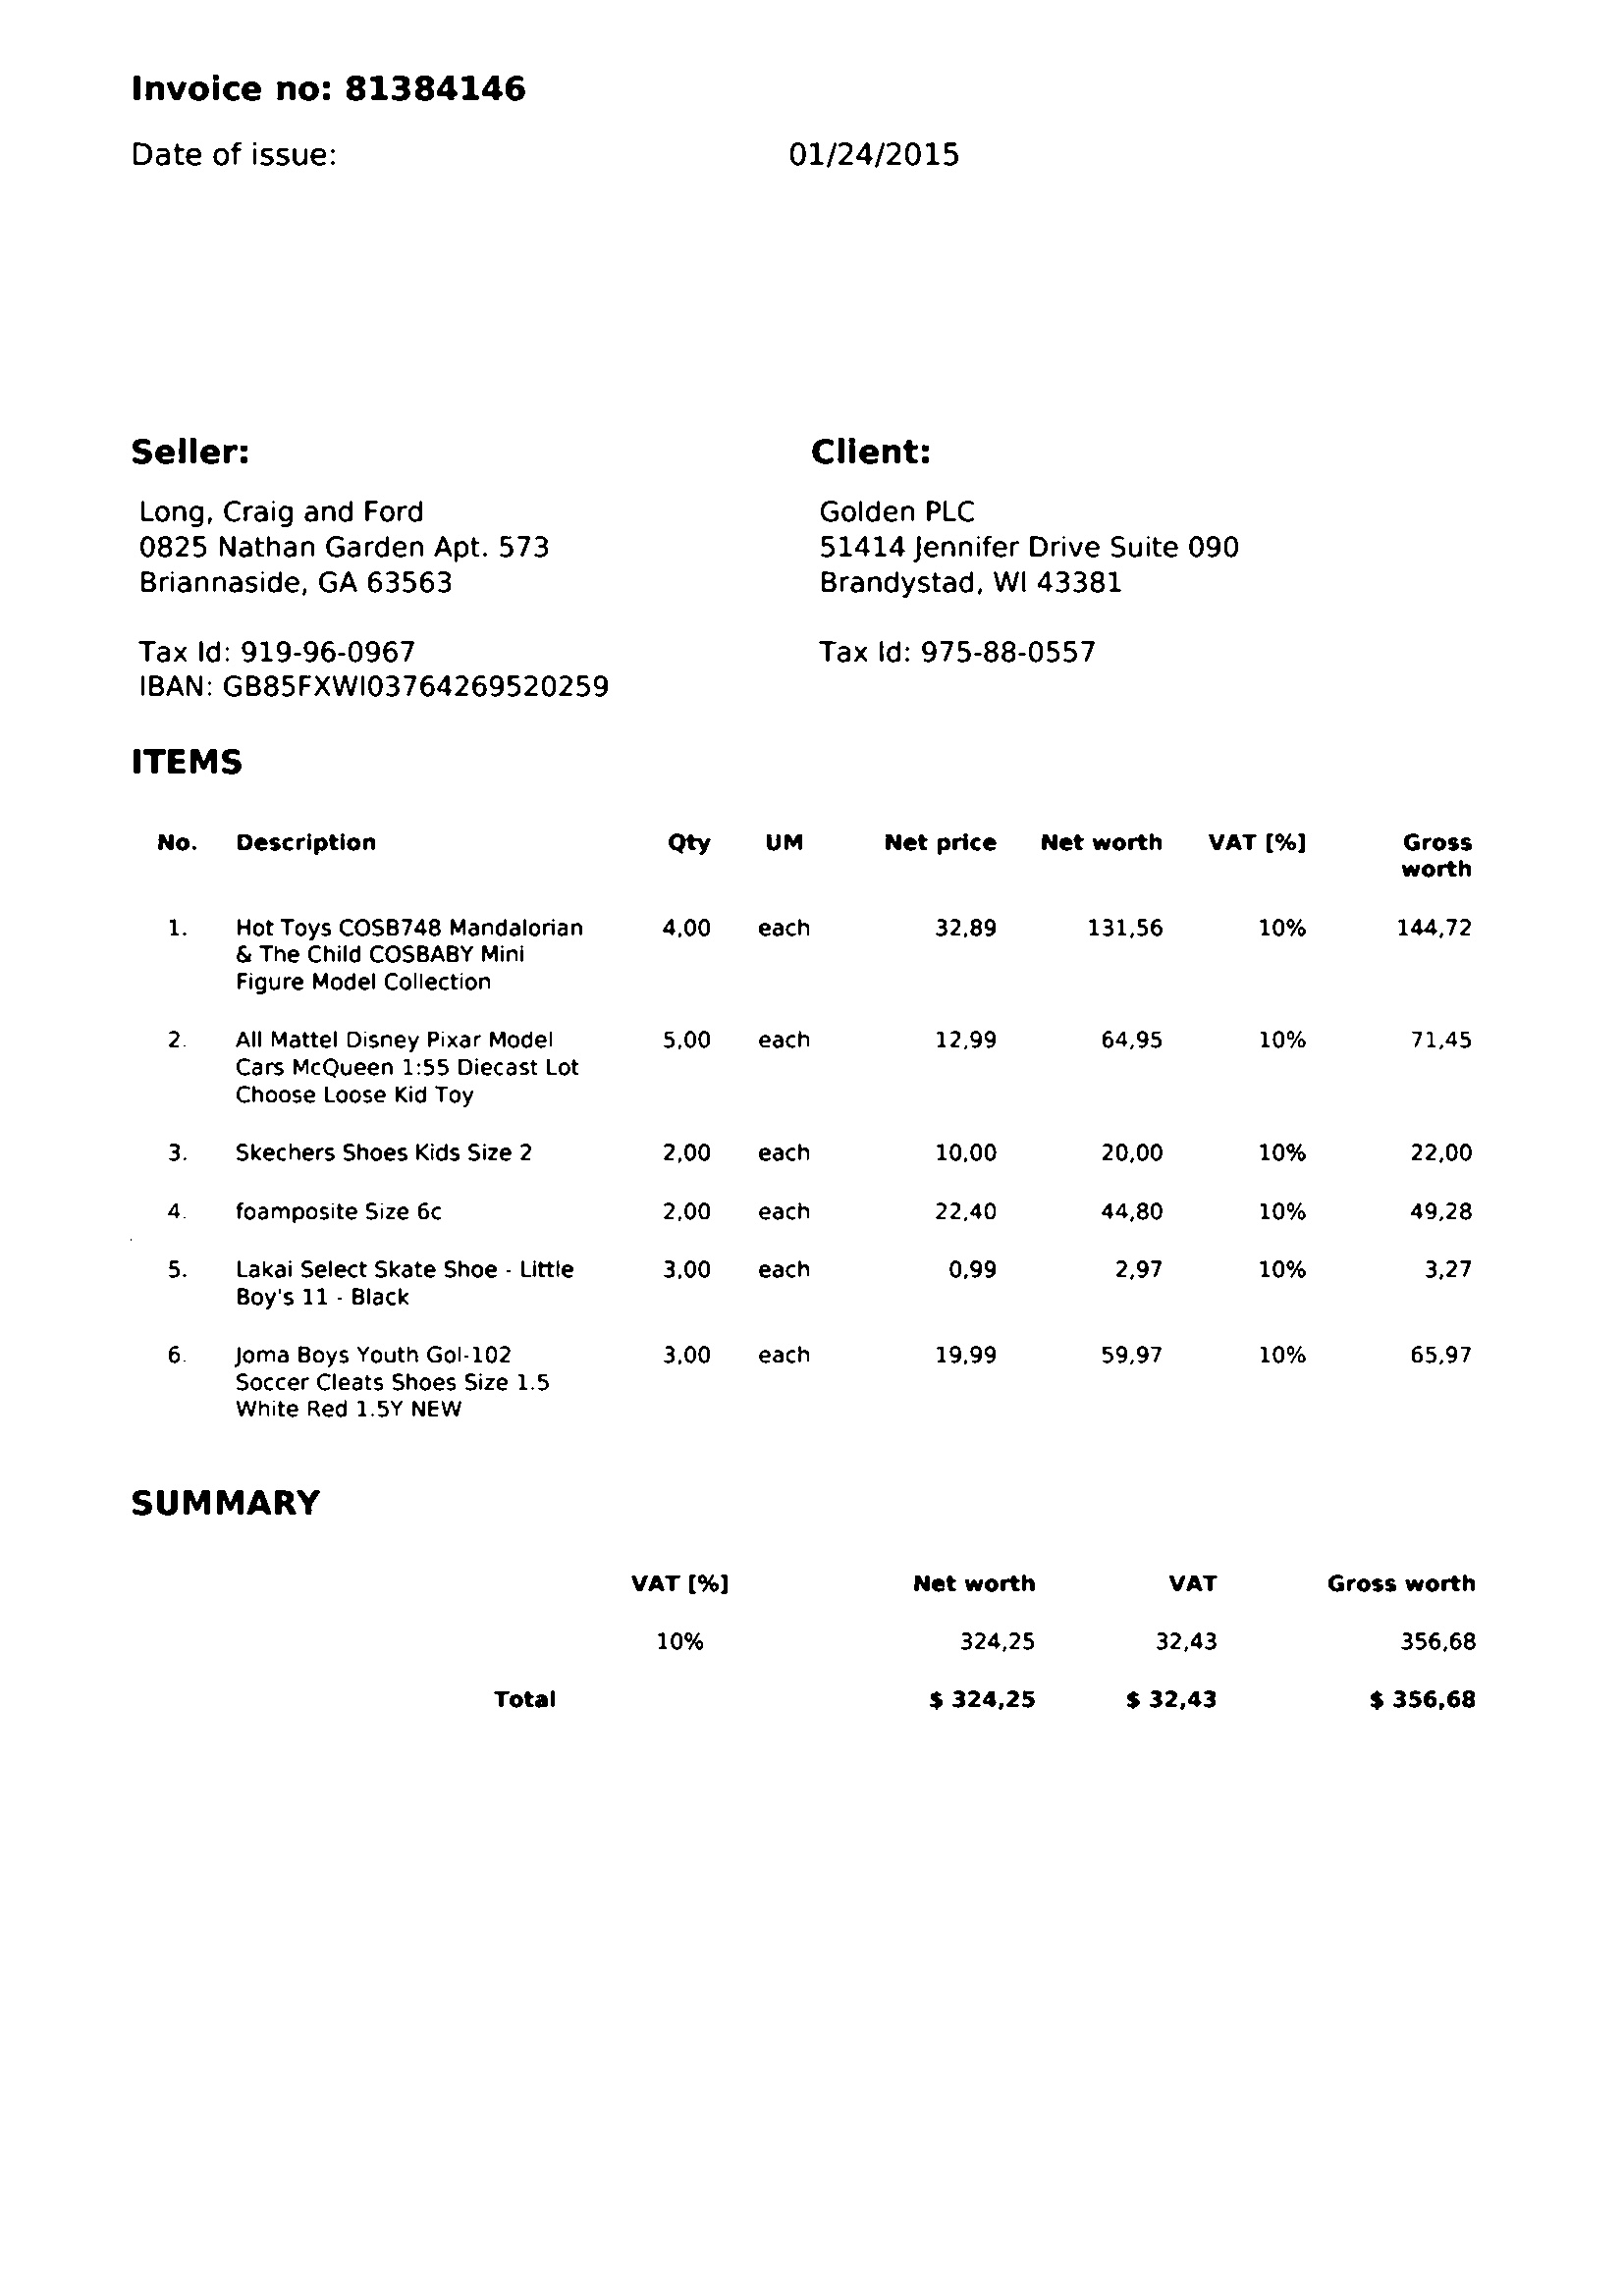 Invoice no: 81384146
Date of issue: 01/24/2015
Seller:
Long, Craig and Ford
0825 Nathan Garden Apt. 573
Briannaside, GA 63563
Tax Id: 919-96-0967
IBAN: GB85FXWI03764269520259
Client:
Golden PLC
51414 Jennifer Drive Suite 090
Brandystad, WI 43381
Tax Id: 975-88-0557
ITEMS
No. Description Qty UM Net price Net worth VAT [%] Gross
worth
1. Hot Toys COSB748 Mandalorian 4,00 each 32,89 131,56 10% 144,72
& The Child COSBABY Mini
Figure Model Collection
2. All Mattel Disney Pixar Model 5,00 each 12,99 64,95 10% 71,45
Cars McQueen 1:55 Diecast Lot
Choose Loose Kid Toy
3. Skechers Shoes Kids Size 2 2,00 each 10,00 20,00 10% 22,00
4. foamposite Size 6c 2,00 each 22,40 44,80 10% 49,28
5. Lakai Select Skate Shoe - Little 3,00 each 0,99 2,97 10% 3,27
Boy's 11 - Black
6. Joma Boys Youth Gol-102 3,00 each 19,99 59,97 10% 65,97
Soccer Cleats Shoes Size 1.5
White Red 1.5Y NEW
SUMMARY
VAT [%] Net worth VAT Gross worth
10% 324,25 32,43 356,68
Total $ 324,25 $ 32,43 $ 356,68